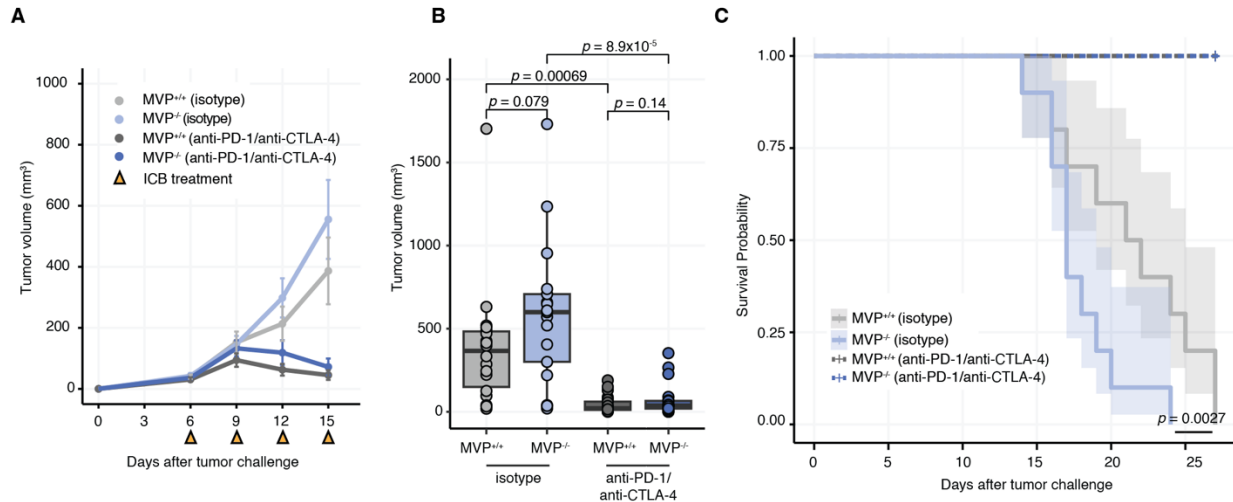 A
Tumor volume (mm³)
1000
800
600
400
200
0
MVP+/+ (isotype)
MVP-/- (isotype)
MVP+/+ (anti-PD-1/anti-CTLA-4)
MVP-/- (anti-PD-1/anti-CTLA-4)
ICB treatment
0 3 6 9 12 15
Days after tumor challenge
B
Tumor volume (mm³)
2000
1500
1000
500
0
p = 8.9x10-5
p = 0.00069
p = 0.079
p = 0.14
MVP+/+ MVP-/- MVP+/+ MVP-/-
isotype
anti-PD-1/
anti-CTLA-4
C
Survival Probability
1.00
0.75
0.50
0.25
0.00
MVP+/+ (isotype)
MVP-/- (isotype)
MVP+/+ (anti-PD-1/anti-CTLA-4)
MVP-/- (anti-PD-1/anti-CTLA-4)
p = 0.0027
0 5 10 15 20 25
Days after tumor challenge